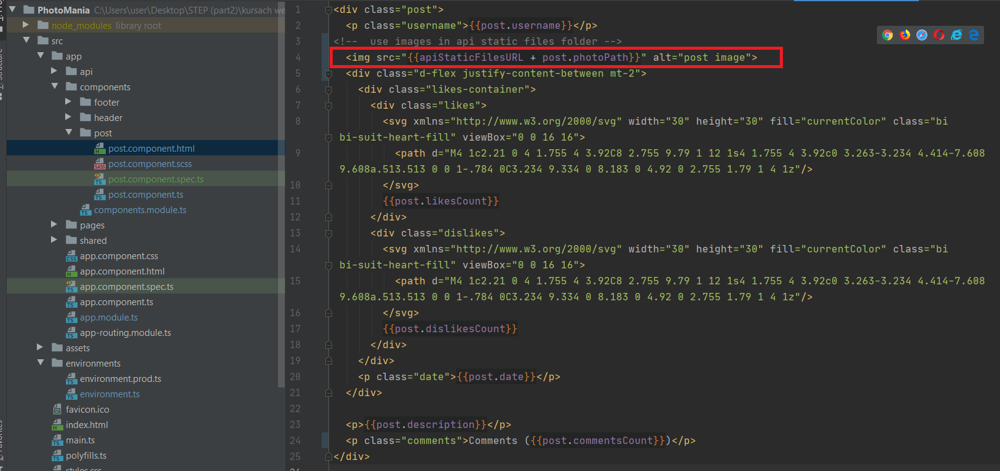 PhotoMania C:\Users\user\Desktop\STEP (part2)\kursach we
node_modules library root
src
app
api
components
footer
header
post
post.component.html
post.component.scss
post.component.spec.ts
post.component.ts
components.module.ts
pages
shared
app.component.css
app.component.html
app.component.spec.ts
app.component.ts
app.module.ts
app-routing.module.ts
assets
environments
environment.prod.ts
environment.ts
favicon.ico
index.html
main.ts
polyfills.ts
styles.css
1 <div class="post">
2 <p class="username">{{post.username}}</p>
3 <!-- use images in api static files folder -->
4 <img src="{{apiStaticFilesURL + post.photoPath}}" alt="post image">
5 <div class="d-flex justify-content-between mt-2">
6 <div class="likes-container">
7 <div class="likes">
8 <svg xmlns="http://www.w3.org/2000/svg" width="30" height="30" fill="currentColor" class="bi
bi-suit-heart-fill" viewBox="0 0 16 16">
9 <path d="M4 1c2.21 0 4 1.755 4 3.92C8 2.755 9.79 1 12 1s4 1.755 4 3.92c0 3.263-3.234 4.414-7.608
9.608a.513.513 0 0 1-.784 0C3.234 9.334 0 8.183 0 4.92 0 2.755 1.79 1 4 1z"/>
10 </svg>
11 {{post.likesCount}}
12 </div>
13 <div class="dislikes">
14 <svg xmlns="http://www.w3.org/2000/svg" width="30" height="30" fill="currentColor" class="bi
bi-suit-heart-fill" viewBox="0 0 16 16">
15 <path d="M4 1c2.21 0 4 1.755 4 3.92C8 2.755 9.79 1 12 1s4 1.755 4 3.92c0 3.263-3.234 4.414-7.608
9.608a.513.513 0 0 1-.784 0C3.234 9.334 0 8.183 0 4.92 0 2.755 1.79 1 4 1z"/>
16 </svg>
17 {{post.dislikesCount}}
18 </div>
19 </div>
20 <p class="date">{{post.date}}</p>
21 </div>
22
23 <p>{{post.description}}</p>
24 <p class="comments">Comments ({{post.commentsCount}})</p>
25 </div>